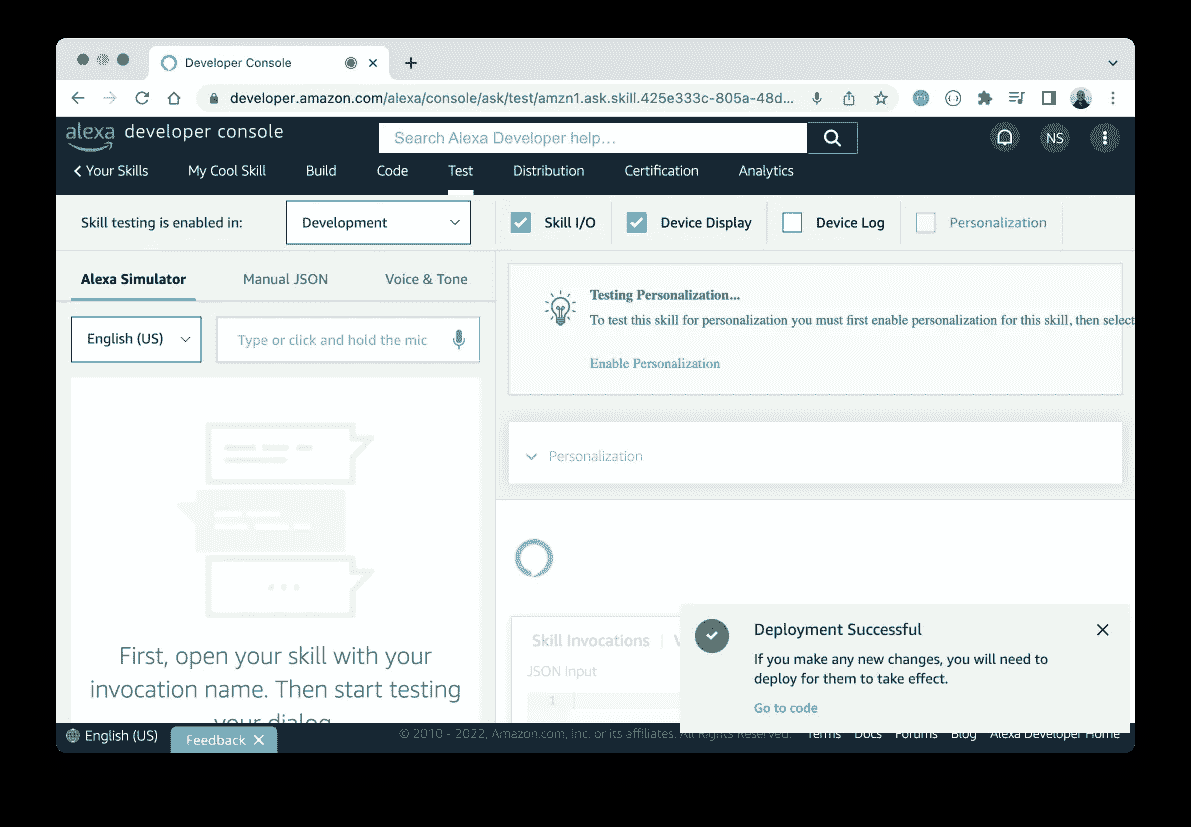 Developer Console
developer.amazon.com/alexa/console/ask/test/amzn1.ask.skill.425e333c-805a-48d...
alexa developer console
Search Alexa Developer help...
NS
Your Skills My Cool Skill Build Code Test Distribution Certification Analytics
Skill testing is enabled in: Development Skill I/O Device Display Device Log Personalization
Alexa Simulator Manual JSON Voice & Tone
English (US) Type or click and hold the mic
Testing Personalization...
To test this skill for personalization you must first enable personalization for this skill, then select
Enable Personalization
Personalization
First, open your skill with your
invocation name. Then start testing
your dialog
Skill Invocations
JSON Input
1
Deployment Successful
If you make any new changes, you will need to
deploy for them to take effect.
Go to code
English (US) Feedback
© 2010 - 2022, Amazon.com, Inc. or its affiliates. All Rights Reserved. Terms Docs Forums Blog Alexa Developer Home